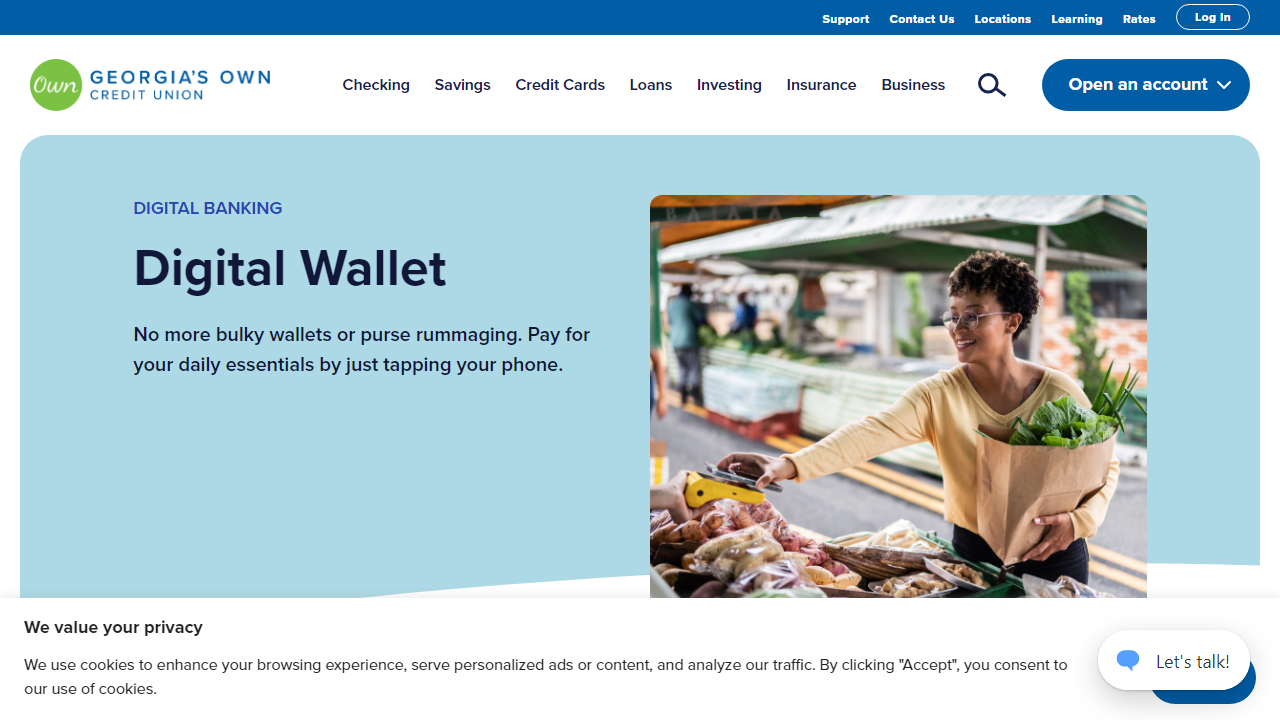 Support Contact Us Locations Learning Rates Log In
Own GEORGIA'S OWN
CREDIT UNION
Checking Savings Credit Cards Loans Investing Insurance Business Open an account
DIGITAL BANKING
Digital Wallet
No more bulky wallets or purse rummaging. Pay for
your daily essentials by just tapping your phone.
We value your privacy
We use cookies to enhance your browsing experience, serve personalized ads or content, and analyze our traffic. By clicking "Accept", you consent to
our use of cookies.
Let's talk!